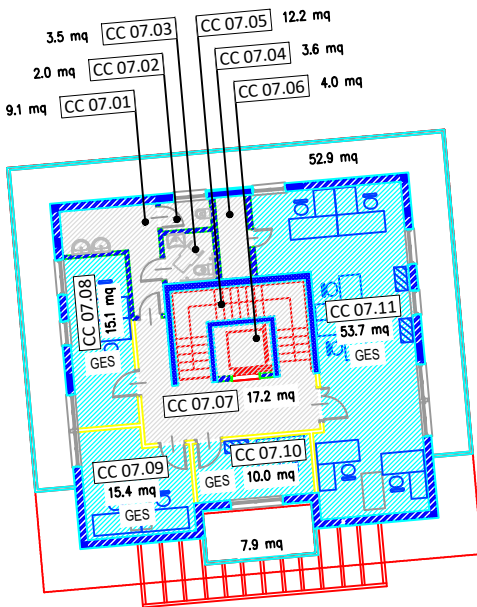 CC 07.05 12.2 mq
3.5 mq CC 07.03
CC 07.04 3.6 mq
2.0 mq CC 07.02
CC 07.06 4.0 mq
9.1 mq CC 07.01
52.9 mq
CC 07.08
15.1 mq
GES
CC 07.11
53.7 mq
GES
CC 07.07 17.2 mq
CC 07.09
15.4 mq
GES
CC 07.10
GES 10.0 mq
7.9 mq